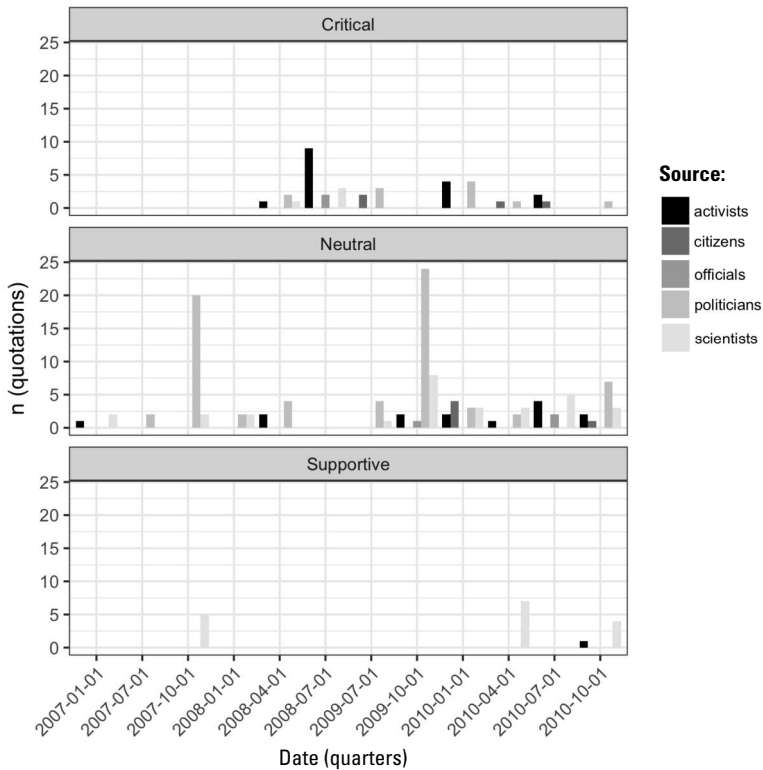 Critical
25
20
15
10
5
0
Source:
activists
citizens
officials
politicians
scientists
Neutral
25
20
15
10
5
0
n (quotations)
Supportive
25
20
15
10
5
0
2007-01-01
2007-07-01
2007-10-01
2008-01-01
2008-04-01
2008-07-01
2009-07-01
2009-10-01
2010-01-01
2010-04-01
2010-07-01
2010-10-01
Date (quarters)